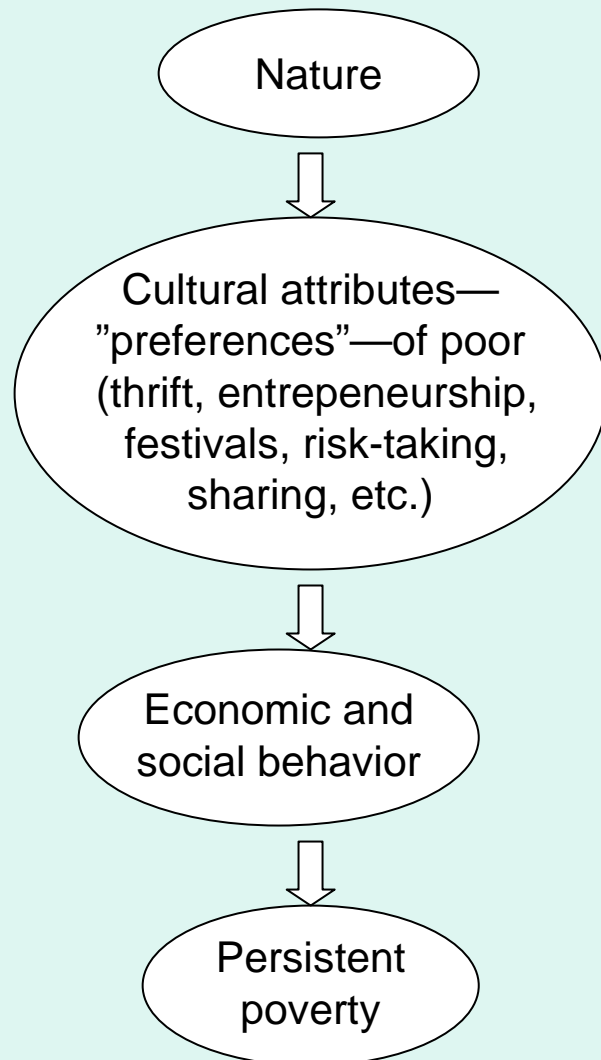 Nature
Cultural attributes—
”preferences”—of poor
(thrift, entrepeneurship,
festivals, risk-taking,
sharing, etc.)
Economic and
social behavior
Persistent
poverty